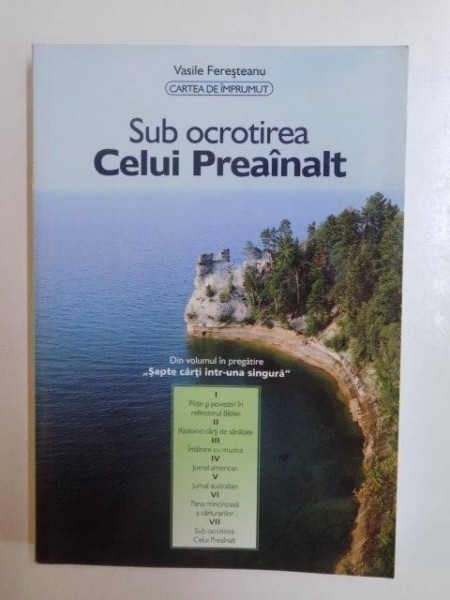 Vasile Fereşteanu
CARTEA DE ÎMPRUMUT
Sub ocrotirea
Celui Preaînalt
Din volumul în pregătire
„Şapte cărţi într-una singură"
I
Pilde şi povestiri în
reflectorul Bibliei
II
Răsfoind cărţi de sănătate
III
Întâlnire cu muzica
IV
Jurnal american
V
Jurnal australian
VI
Pana minciroasă
a cărturarilor
VII
Sub ocrotirea
Celui Preaînalt